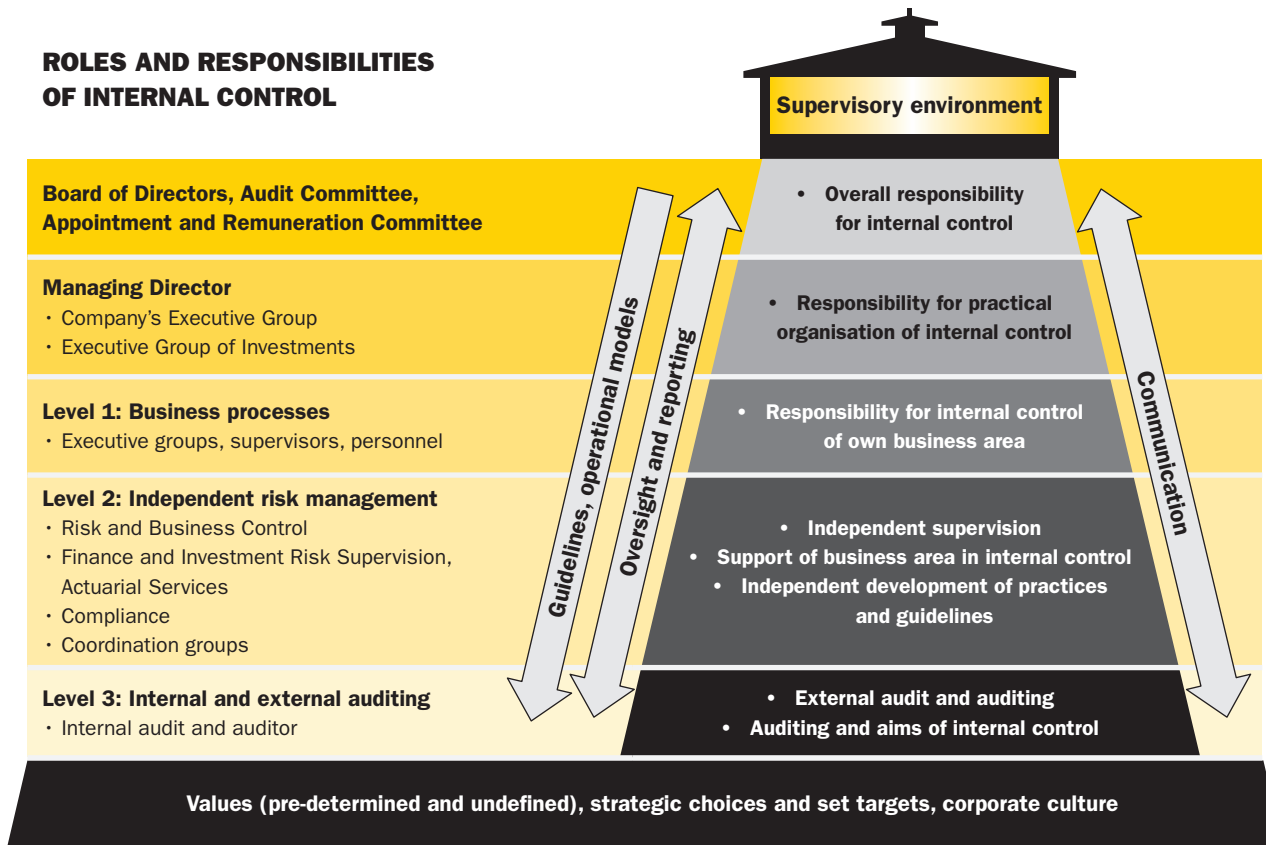 ROLES AND RESPONSIBILITIES
OF INTERNAL CONTROL
Supervisory environment
Board of Directors, Audit Committee,
Appointment and Remuneration Committee
• Overall responsibility
for internal control
Managing Director
· Company's Executive Group
· Executive Group of Investments
• Responsibility for practical
organisation of internal control
Level 1: Business processes
· Executive groups, supervisors, personnel
• Responsibility for internal control
of own business area
Level 2: Independent risk management
· Risk and Business Control
· Finance and Investment Risk Supervision,
Actuarial Services
· Compliance
· Coordination groups
• Independent supervision
• Support of business area in internal control
• Independent development of practices
and guidelines
Level 3: Internal and external auditing
· Internal audit and auditor
• External audit and auditing
• Auditing and aims of internal control
Guidelines, operational models
Oversight and reporting
Communication
Values (pre-determined and undefined), strategic choices and set targets, corporate culture